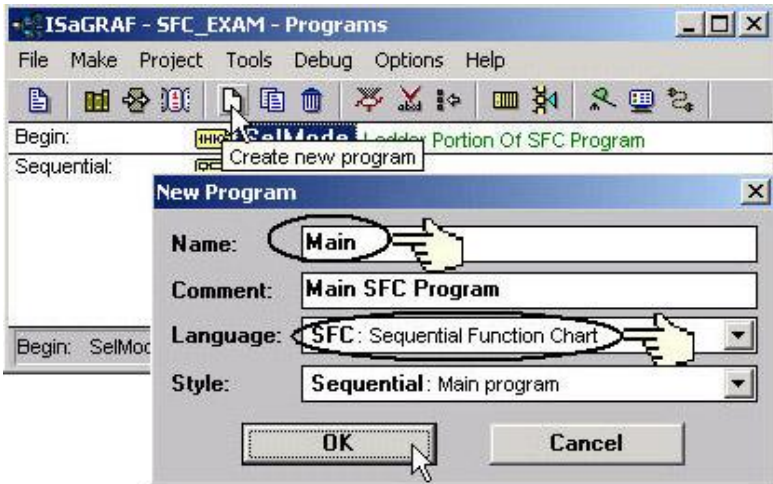 ISaGRAF - SFC_EXAM - Programs
File Make Project Tools Debug Options Help
Begin: SelMode Ladder Portion Of SFC Program
Create new program
Sequential:
New Program
Name: Main
Comment: Main SFC Program
Language: SFC : Sequential Function Chart
Begin: SelMod
Style: Sequential : Main program
OK Cancel